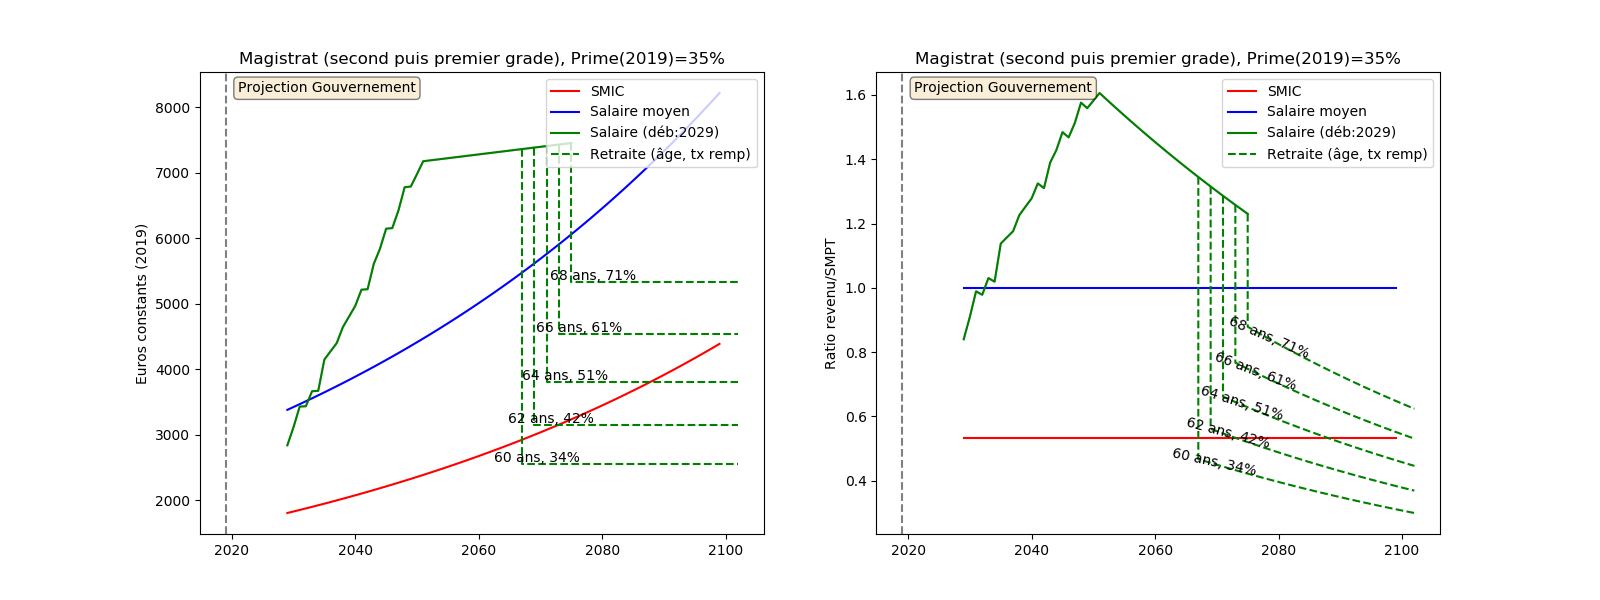 Magistrat (second puis premier grade), Prime(2019)=35%
Projection Gouvernement
SMIC
Salaire moyen
Salaire (déb:2029)
Retraite (âge, tx remp)
Euros constants (2019)
8000
7000
6000
5000
4000
3000
2000
68 ans, 71%
66 ans, 61%
64 ans, 51%
62 ans, 42%
60 ans, 34%
2020
2040
2060
2080
2100
Magistrat (second puis premier grade), Prime(2019)=35%
Projection Gouvernement
SMIC
Salaire moyen
Salaire (déb:2029)
Retraite (âge, tx remp)
Ratio revenu/SMPT
1.6
1.4
1.2
1.0
0.8
0.6
0.4
68 ans, 71%
66 ans, 61%
64 ans, 51%
62 ans, 42%
60 ans, 34%
2020
2040
2060
2080
2100